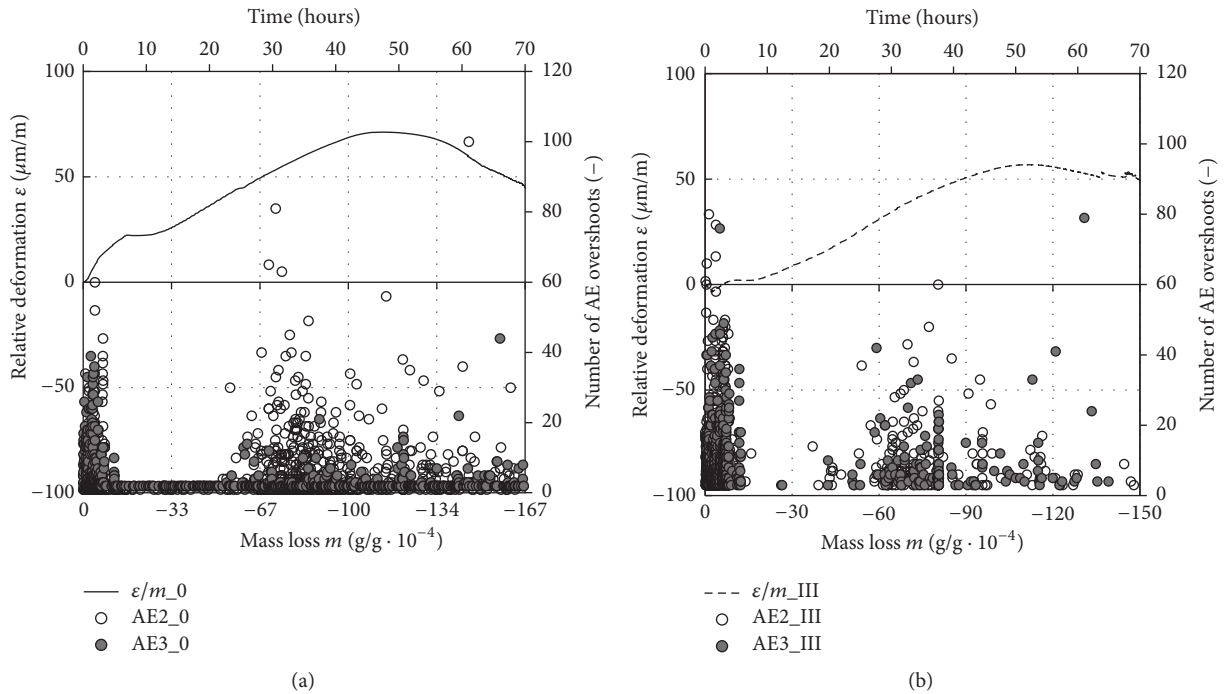 Time (hours)
0 10 20 30 40 50 60 70
100
50
0
−50
−100
Relative deformation ε (μm/m)
120
100
80
60
40
20
0
Number of AE overshoots (−)
0 −33 −67 −100 −134 −167
Mass loss m (g/g · 10⁻⁴)
ε/m_0
AE2_0
AE3_0
(a)
Time (hours)
0 10 20 30 40 50 60 70
100
50
0
−50
−100
Relative deformation ε (μm/m)
120
100
80
60
40
20
0
Number of AE overshoots (−)
0 −30 −60 −90 −120 −150
Mass loss m (g/g · 10⁻⁴)
ε/m_III
AE2_III
AE3_III
(b)